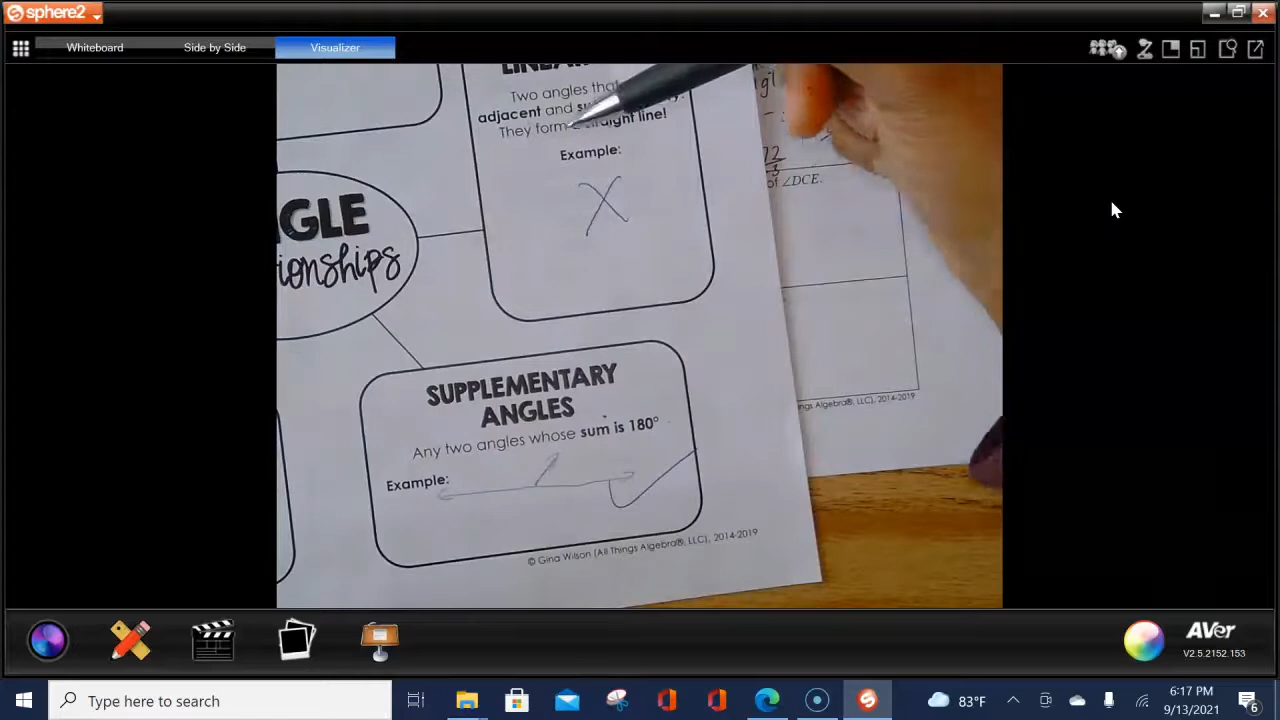 sphere2
Whiteboard
Side by Side
Visualizer
Two angles
adjacent and
They form straight line!
Example:
X
72
of ∠DCE.
GLE
ionships
SUPPLEMENTARY
ANGLES
Any two angles whose sum is 180°
Example:
© Gina Wilson (All Things Algebra®, LLC), 2014-2019
ngs Algebra®, LLC), 2014-2019
AVer
V2.5.2152.153
Type here to search
83°F
6:17 PM
9/13/2021
6